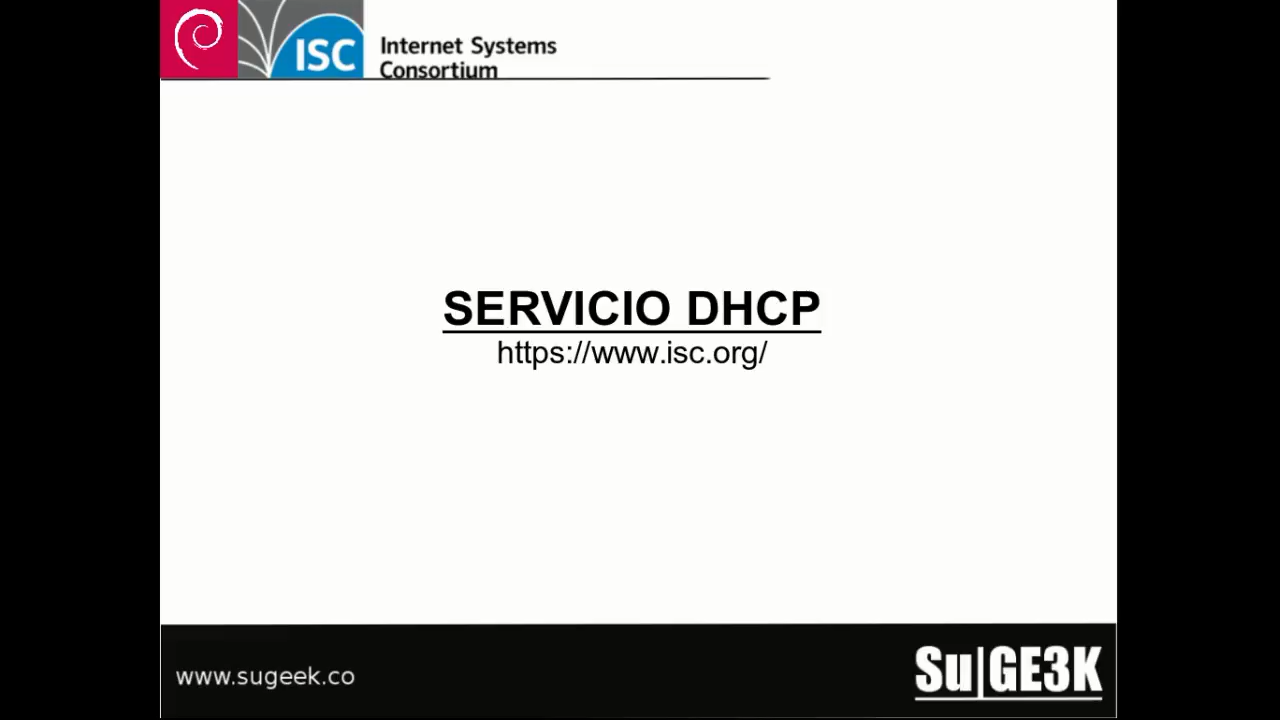 ISC
Internet Systems
Consortium
SERVICIO DHCP
https://www.isc.org/
www.sugeek.co
Su|GE3K